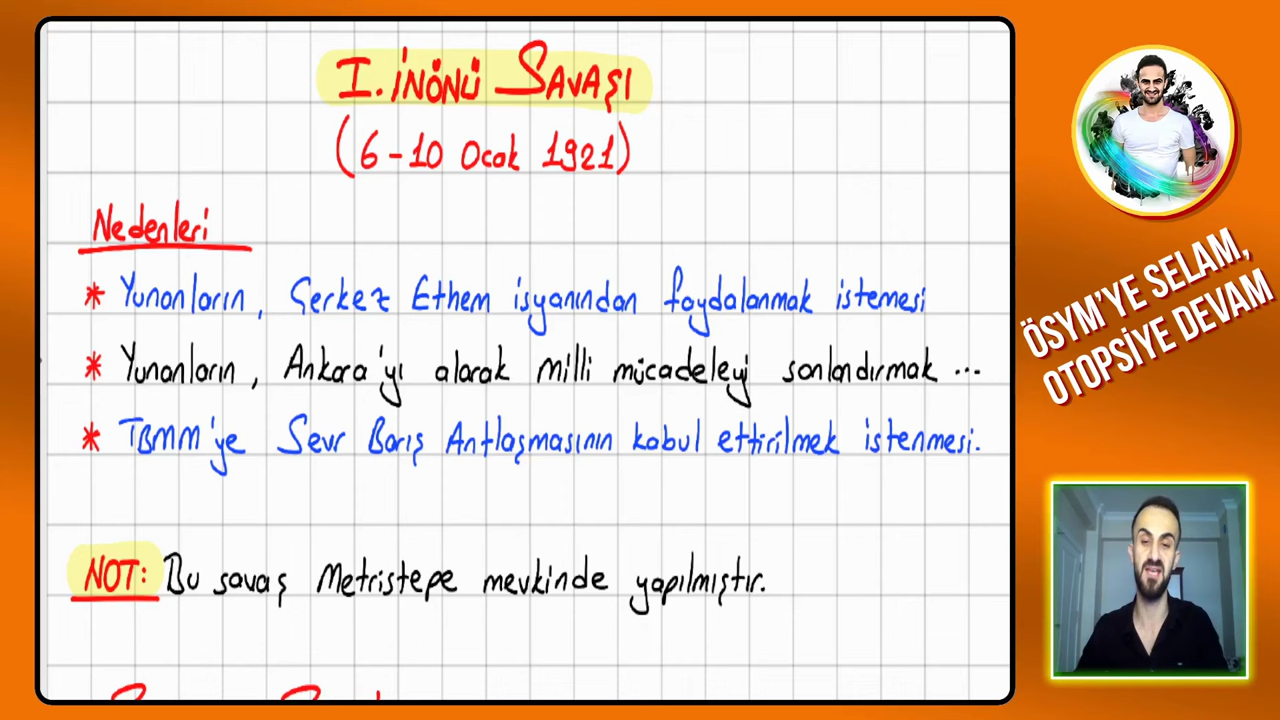 I. İNÖNÜ SAVAŞI
(6-10 Ocak 1921)
Nedenleri
* Yunanların, Çerkez Ethem isyanından faydalanmak istemesi
* Yunanların, Ankara'yı alarak milli mücadeleyi sonlandırmak ...
* TBMM'ye Sevr Barış Antlaşmasının kabul ettirilmek istenmesi.
NOT: Bu savaş Metristepe mevkinde yapılmıştır.
ÖSYM'YE SELAM,
OTOPSİYE DEVAM